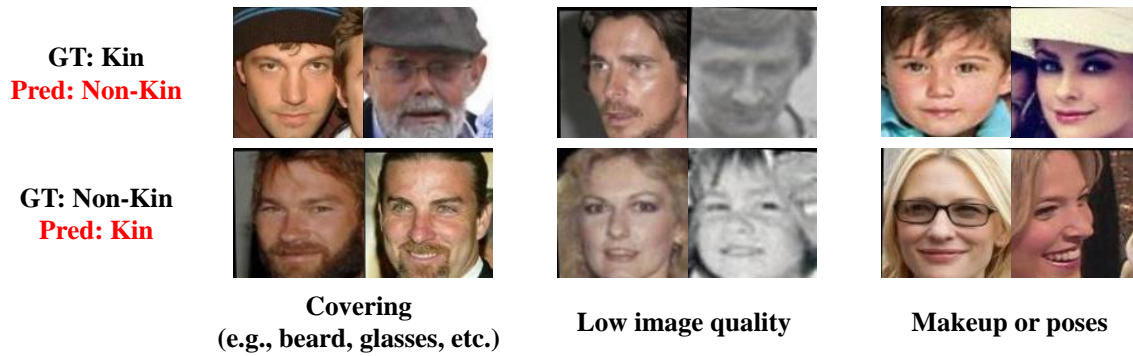 GT: Kin
Pred: Non-Kin
GT: Non-Kin
Pred: Kin
Covering
(e.g., beard, glasses, etc.)
Low image quality
Makeup or poses